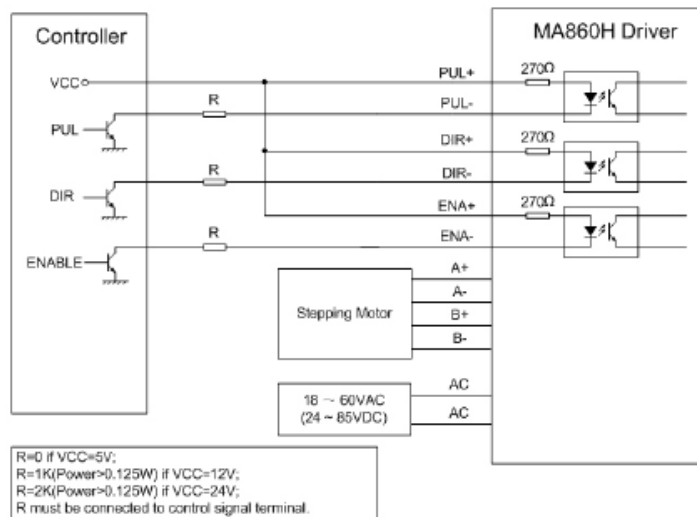 Controller
MA860H Driver
VCC
PUL+
270Ω
R
PUL-
PUL
DIR+
270Ω
R
DIR-
DIR
ENA+
270Ω
R
ENA-
ENABLE
A+
A-
Stepping Motor
B+
B-
AC
18 ~ 60VAC
(24 ~ 85VDC)
AC
R=0 if VCC=5V;
R=1K(Power>0.125W) if VCC=12V;
R=2K(Power>0.125W) if VCC=24V;
R must be connected to control signal terminal.